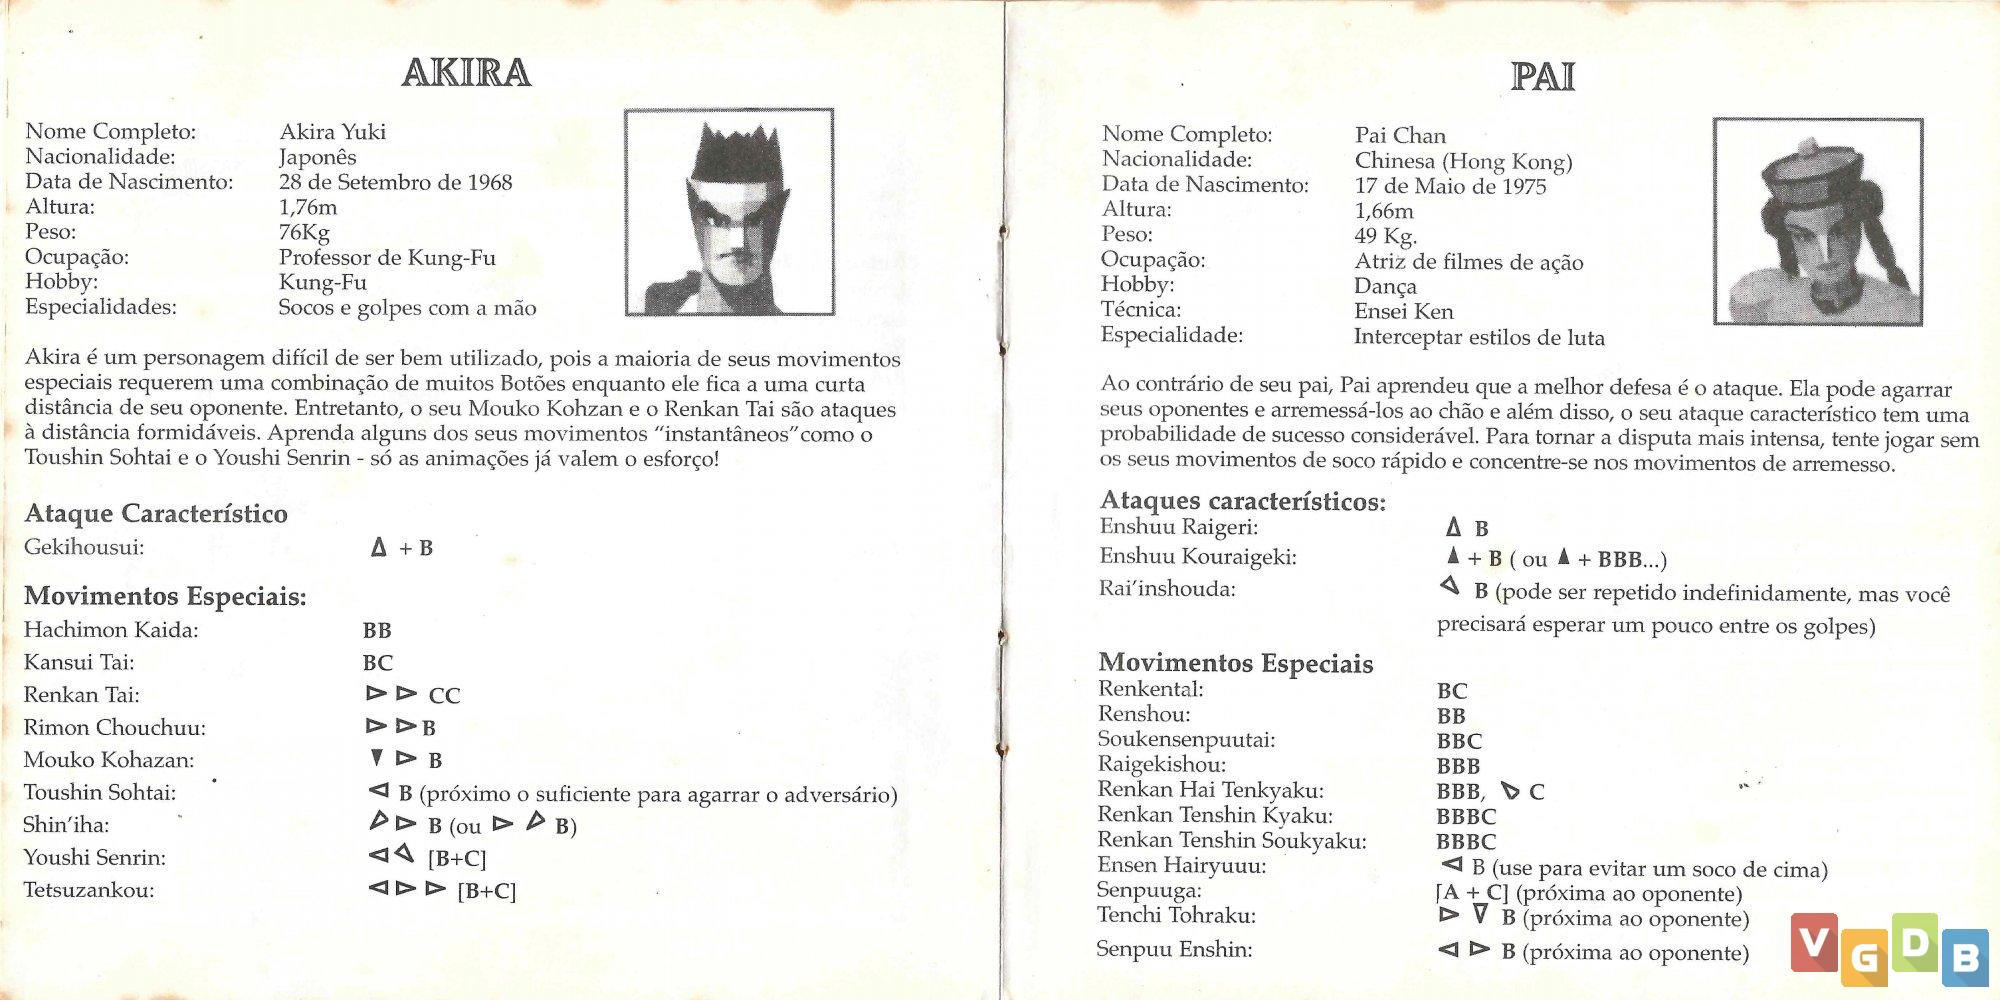 AKIRA
Nome Completo: Akira Yuki
Nacionalidade: Japonês
Data de Nascimento: 28 de Setembro de 1968
Altura: 1,76m
Peso: 76Kg
Ocupação: Professor de Kung-Fu
Hobby: Kung-Fu
Especialidades: Socos e golpes com a mão
Akira é um personagem difícil de ser bem utilizado, pois a maioria de seus movimentos
especiais requerem uma combinação de muitos Botões enquanto ele fica a uma curta
distância de seu oponente. Entretanto, o seu Mouko Kohzan e o Renkan Tai são ataques
à distância formidáveis. Aprenda alguns dos seus movimentos "instantâneos"como o
Toushin Sohtai e o Youshi Senrin - só as animações já valem o esforço!
Ataque Característico
Gekihousui: △ + B
Movimentos Especiais:
Hachimon Kaida: BB
Kansui Tai: BC
Renkan Tai: ▷ ▷ CC
Rimon Chouchuu: ▷ ▷ B
Mouko Kohazan: ▼ ▷ B
Toushin Sohtai: ◁ B (próximo o suficiente para agarrar o adversário)
Shin'iha: ▷ B (ou ▷ B)
Youshi Senrin: ◁ [B+C]
Tetsuzankou: ◁ ▷ ▷ [B+C]
PAI
Nome Completo: Pai Chan
Nacionalidade: Chinesa (Hong Kong)
Data de Nascimento: 17 de Maio de 1975
Altura: 1,66m
Peso: 49 Kg.
Ocupação: Atriz de filmes de ação
Hobby: Dança
Técnica: Ensei Ken
Especialidade: Interceptar estilos de luta
Ao contrário de seu pai, Pai aprendeu que a melhor defesa é o ataque. Ela pode agarrar
seus oponentes e arremessá-los ao chão e além disso, o seu ataque característico tem uma
probabilidade de sucesso considerável. Para tornar a disputa mais intensa, tente jogar sem
os seus movimentos de soco rápido e concentre-se nos movimentos de arremesso.
Ataques característicos:
Enshuu Raigeri: △ B
Enshuu Kouraigeki: ▲ + B ( ou ▲ + BBB...)
Rai'inshouda: B (pode ser repetido indefinidamente, mas você
precisará esperar um pouco entre os golpes)
Movimentos Especiais
Renkental: BC
Renshou: BB
Soukensenpuutai: BBC
Raigekishou: BBB
Renkan Hai Tenkyaku: BBB, C
Renkan Tenshin Kyaku: BBBC
Renkan Tenshin Soukyaku: BBBC
Ensen Hairyuuu: ◁ B (use para evitar um soco de cima)
Senpuuga: [A + C] (próxima ao oponente)
Tenchi Tohraku: ▷ ▽ B (próxima ao oponente)
Senpuu Enshin: ◁ ▷ B (próxima ao oponente)
VGDB